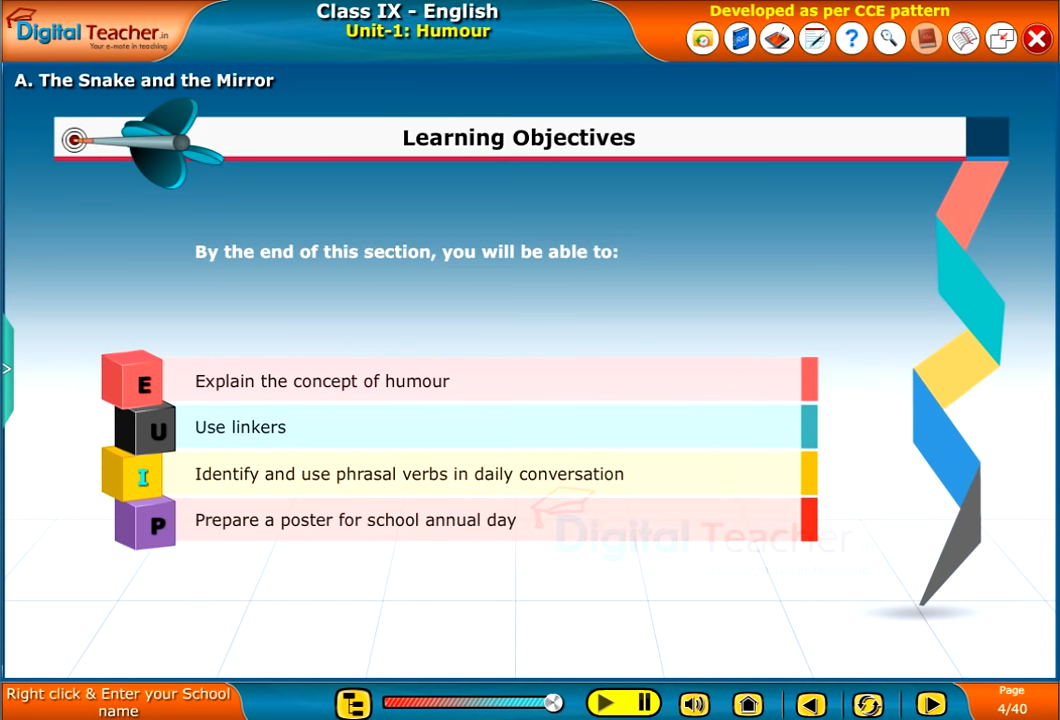 Digital Teacher.in
Your e-mate in teaching
Class IX - English
Unit-1: Humour
Developed as per CCE pattern
A. The Snake and the Mirror
Learning Objectives
By the end of this section, you will be able to:
E Explain the concept of humour
U Use linkers
I Identify and use phrasal verbs in daily conversation
P Prepare a poster for school annual day
Digital Teacher
Right click & Enter your School
name
Page
4/40